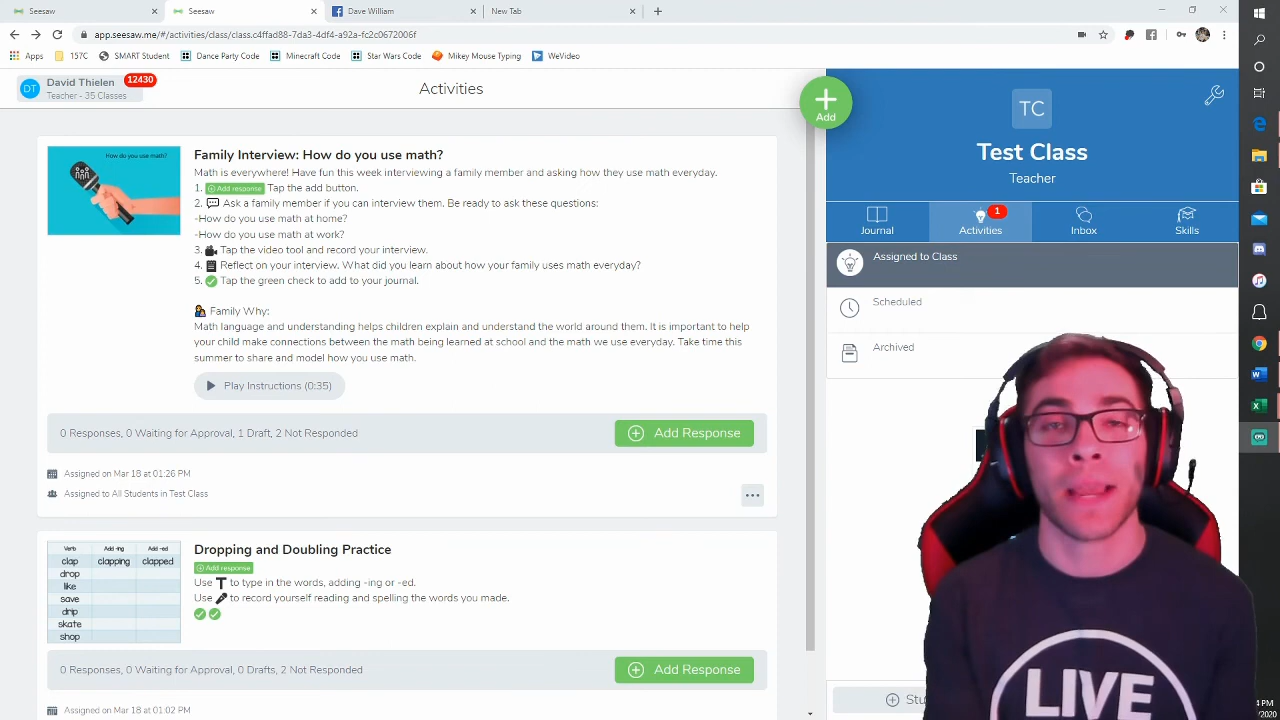 Seesaw
Seesaw
Dave William
New Tab
app.seesaw.me/#/activities/class/class.c4ffad88-7da3-4df4-a92a-fc2c0672006f
Apps
157C
SMART Student
Dance Party Code
Minecraft Code
Star Wars Code
Mikey Mouse Typing
WeVideo
DT
David Thielen
12430
Teacher - 35 Classes
Activities
Add
TC
Test Class
Teacher
Journal
Activities
1
Inbox
Skills
Assigned to Class
Scheduled
Archived
How do you use math?
Family Interview: How do you use math?
Math is everywhere! Have fun this week interviewing a family member and asking how they use math everyday.
1. Add response Tap the add button.
2. Ask a family member if you can interview them. Be ready to ask these questions:
-How do you use math at home?
-How do you use math at work?
3. Tap the video tool and record your interview.
4. Reflect on your interview. What did you learn about how your family uses math everyday?
5. Tap the green check to add to your journal.
Family Why:
Math language and understanding helps children explain and understand the world around them. It is important to help
your child make connections between the math being learned at school and the math we use everyday. Take time this
summer to share and model how you use math.
Play Instructions (0:35)
0 Responses, 0 Waiting for Approval, 1 Draft, 2 Not Responded
Add Response
Assigned on Mar 18 at 01:26 PM
Assigned to All Students in Test Class
Verb Add -ing Add -ed
clap clapping clapped
drop
like
save
drip
skate
shop
Dropping and Doubling Practice
Add response
Use T to type in the words, adding -ing or -ed.
Use to record yourself reading and spelling the words you made.
0 Responses, 0 Waiting for Approval, 0 Drafts, 2 Not Responded
Add Response
Assigned on Mar 18 at 01:02 PM
LIVE
4 PM
/2020